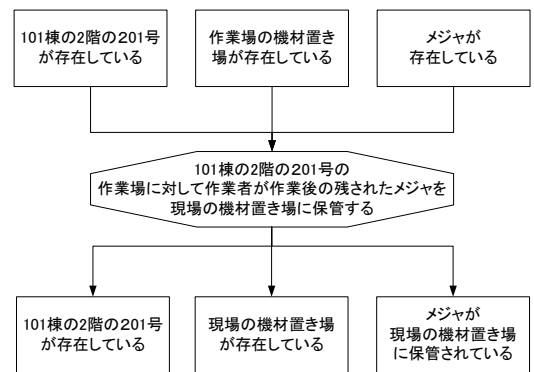 101棟の2階の201号
が存在している
作業場の機材置き
場が存在している
メジャが
存在している
101棟の2階の201号の
作業場に対して作業者が作業後の残されたメジャを
現場の機材置き場に保管する
101棟の2階の201号
が存在している
現場の機材置き場
が存在している
メジャが
現場の機材置き場
に保管されている